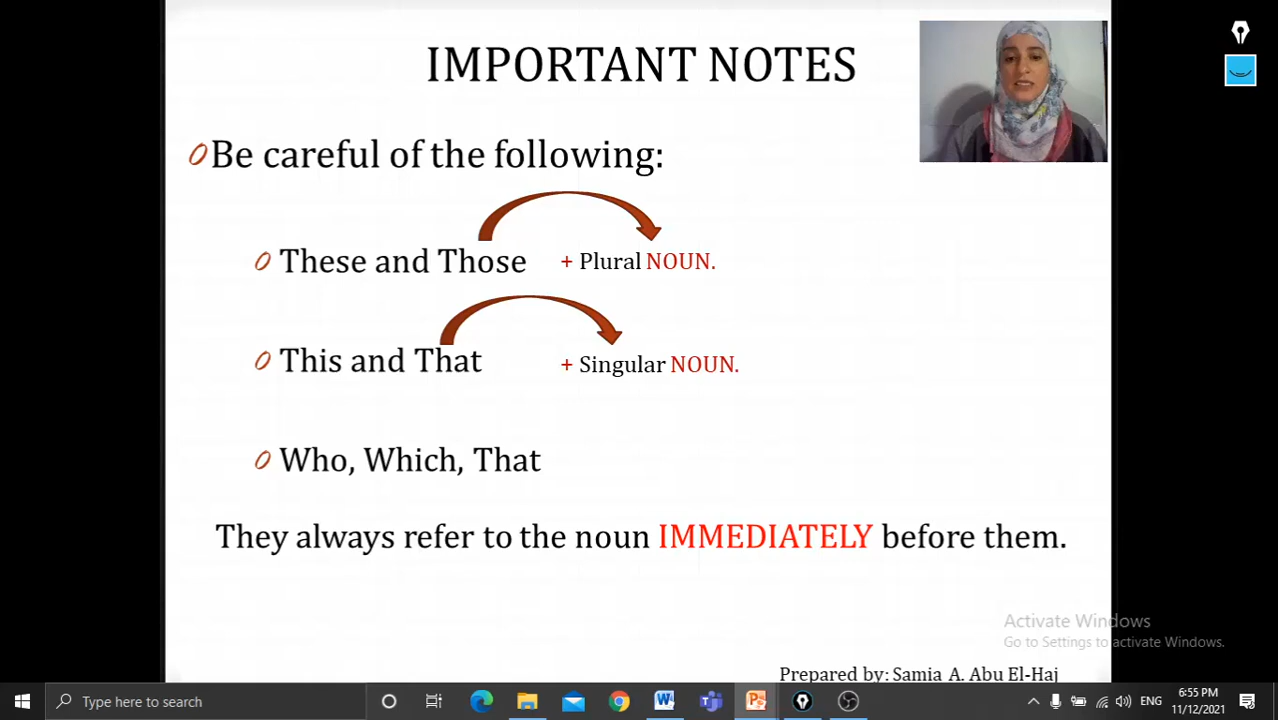 IMPORTANT NOTES
Be careful of the following:
These and Those + Plural NOUN.
This and That + Singular NOUN.
Who, Which, That
They always refer to the noun IMMEDIATELY before them.
Activate Windows
Go to Settings to activate Windows.
Prepared by: Samia A. Abu El-Haj
Type here to search
ENG
6:55 PM
11/12/2021